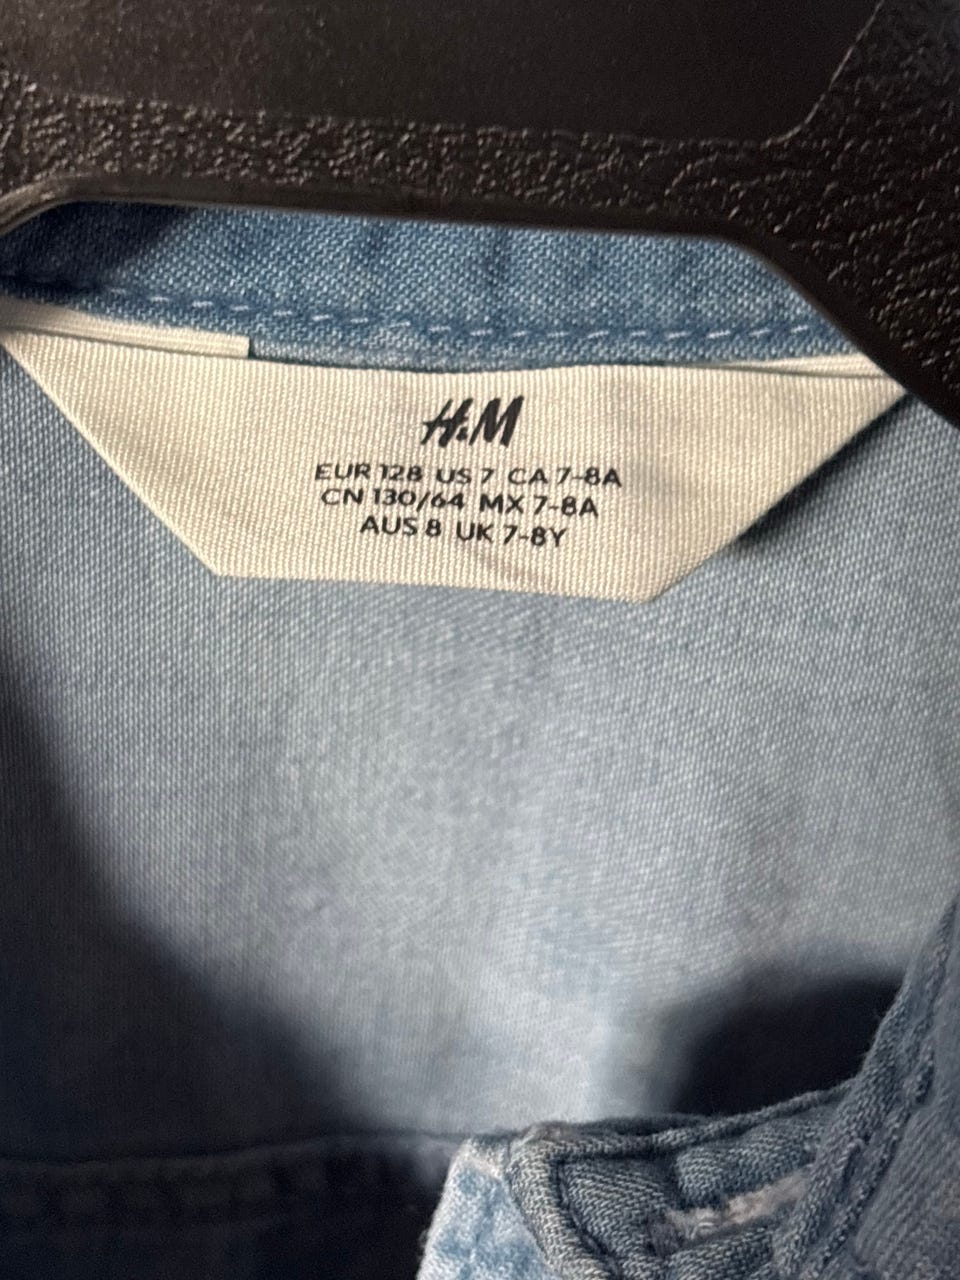 H&M
EUR 128 US 7 CA 7-8A
CN 130/64 MX 7-8A
AUS 8 UK 7-8Y